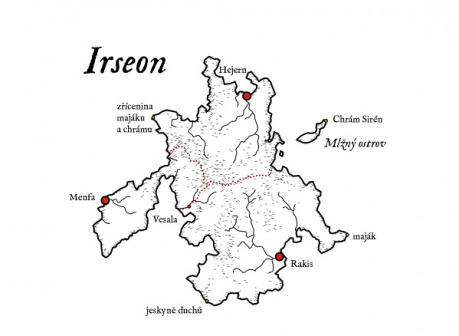 Irseon
Hejern
zřícenina
majáku
a chrámu
Chrám Sirén
Mlžný ostrov
Menfa
Vesala
maják
Rakis
jeskyně duchů